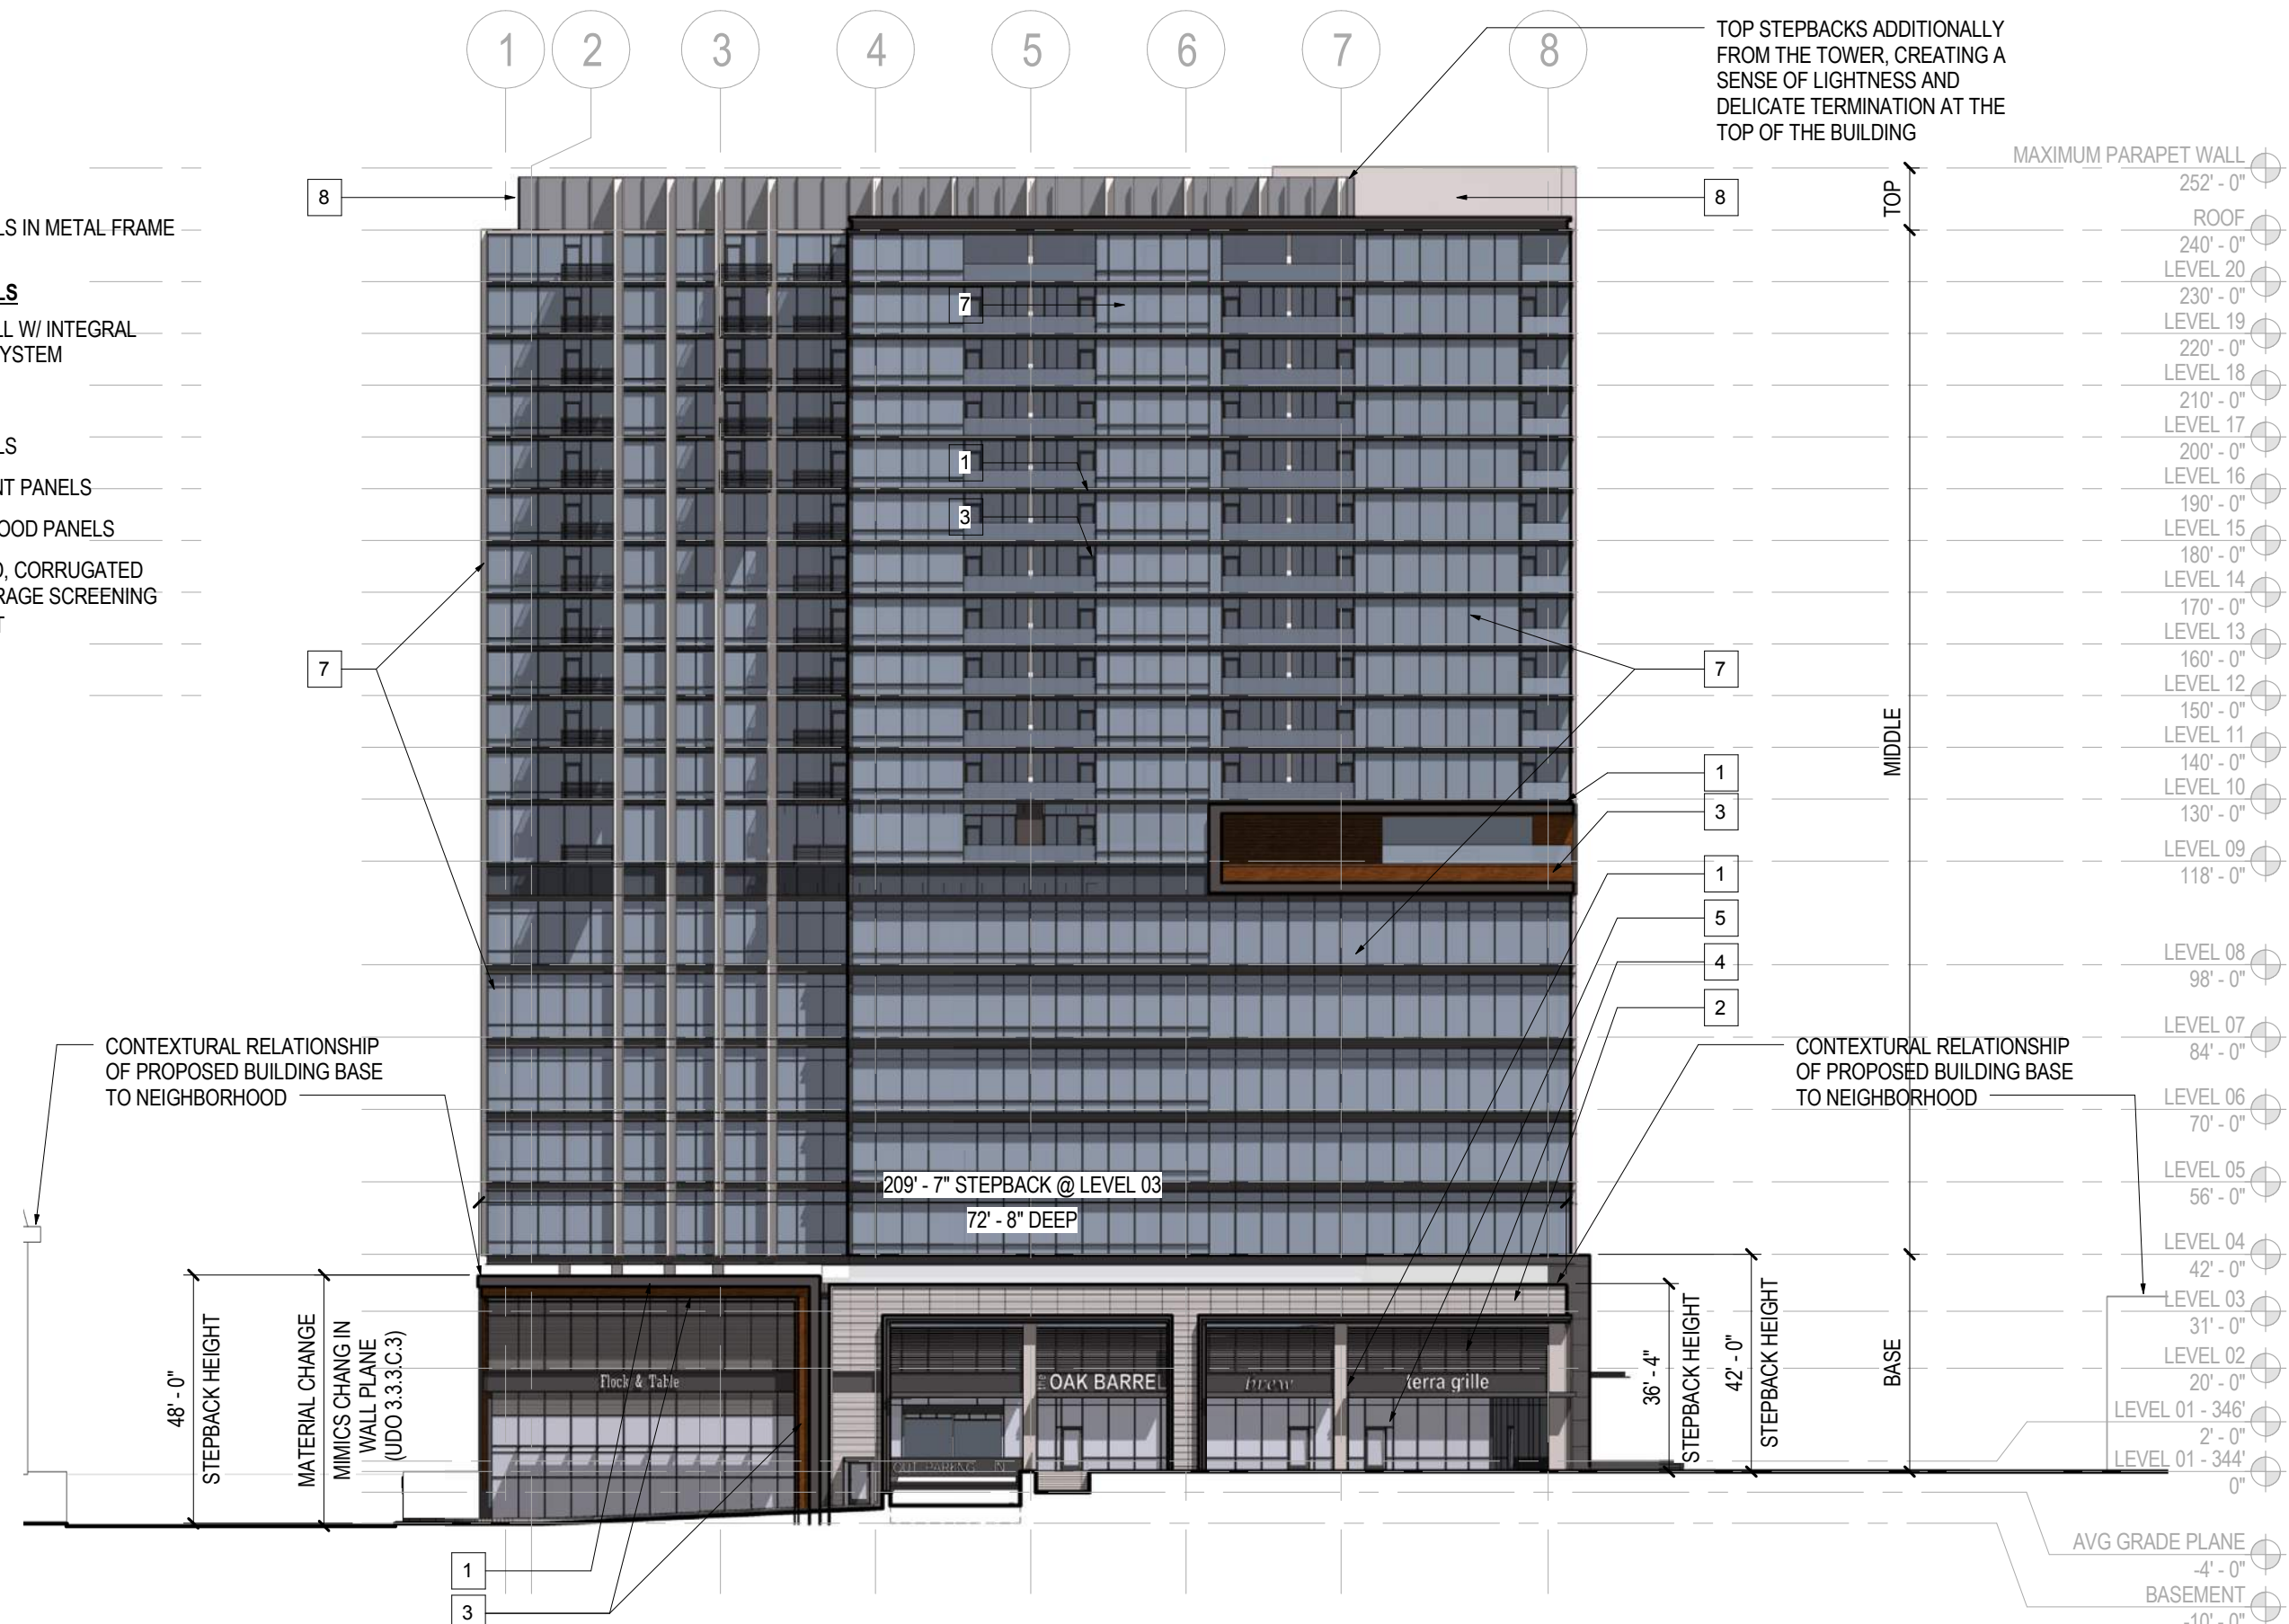 1 2 3 4 5 6 7 8
TOP STEPBACKS ADDITIONALLY
FROM THE TOWER, CREATING A
SENSE OF LIGHTNESS AND
DELICATE TERMINATION AT THE
TOP OF THE BUILDING
LS IN METAL FRAME
LS
LL W/ INTEGRAL
YSTEM
LS
NT PANELS
OOD PANELS
D, CORRUGATED
RAGE SCREENING
T
8
8
7
1
3
7
7
1
3
1
5
4
2
CONTEXTURAL RELATIONSHIP
OF PROPOSED BUILDING BASE
TO NEIGHBORHOOD
CONTEXTURAL RELATIONSHIP
OF PROPOSED BUILDING BASE
TO NEIGHBORHOOD
209' - 7" STEPBACK @ LEVEL 03
72' - 8" DEEP
48' - 0"
STEPBACK HEIGHT
MATERIAL CHANGE
MIMICS CHANG IN
WALL PLANE
(UDO 3.3.3.C.3)
Flock & Table
OUT PARKING IN
the OAK BARREL
brew
terra grille
36' - 4"
STEPBACK HEIGHT
42' - 0"
STEPBACK HEIGHT
TOP
MIDDLE
BASE
1
3
MAXIMUM PARAPET WALL
252' - 0"
ROOF
240' - 0"
LEVEL 20
230' - 0"
LEVEL 19
220' - 0"
LEVEL 18
210' - 0"
LEVEL 17
200' - 0"
LEVEL 16
190' - 0"
LEVEL 15
180' - 0"
LEVEL 14
170' - 0"
LEVEL 13
160' - 0"
LEVEL 12
150' - 0"
LEVEL 11
140' - 0"
LEVEL 10
130' - 0"
LEVEL 09
118' - 0"
LEVEL 08
98' - 0"
LEVEL 07
84' - 0"
LEVEL 06
70' - 0"
LEVEL 05
56' - 0"
LEVEL 04
42' - 0"
LEVEL 03
31' - 0"
LEVEL 02
20' - 0"
LEVEL 01 - 346'
2' - 0"
LEVEL 01 - 344'
0"
AVG GRADE PLANE
-4' - 0"
BASEMENT
-10' - 0"